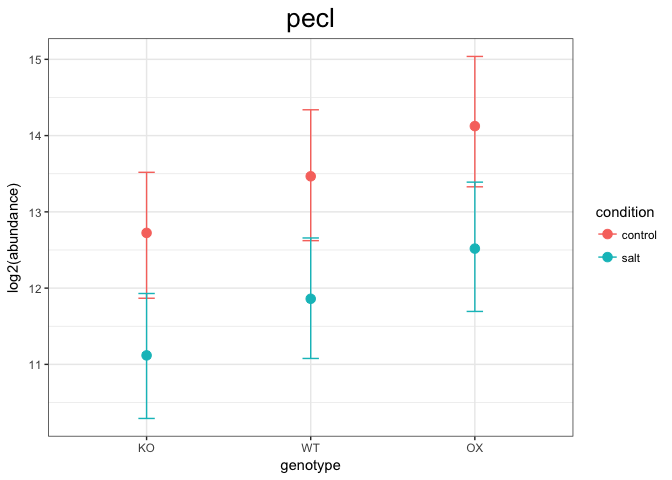 pecl
15
14
13
12
11
log2(abundance)
KO WT OX
genotype
condition
control
salt